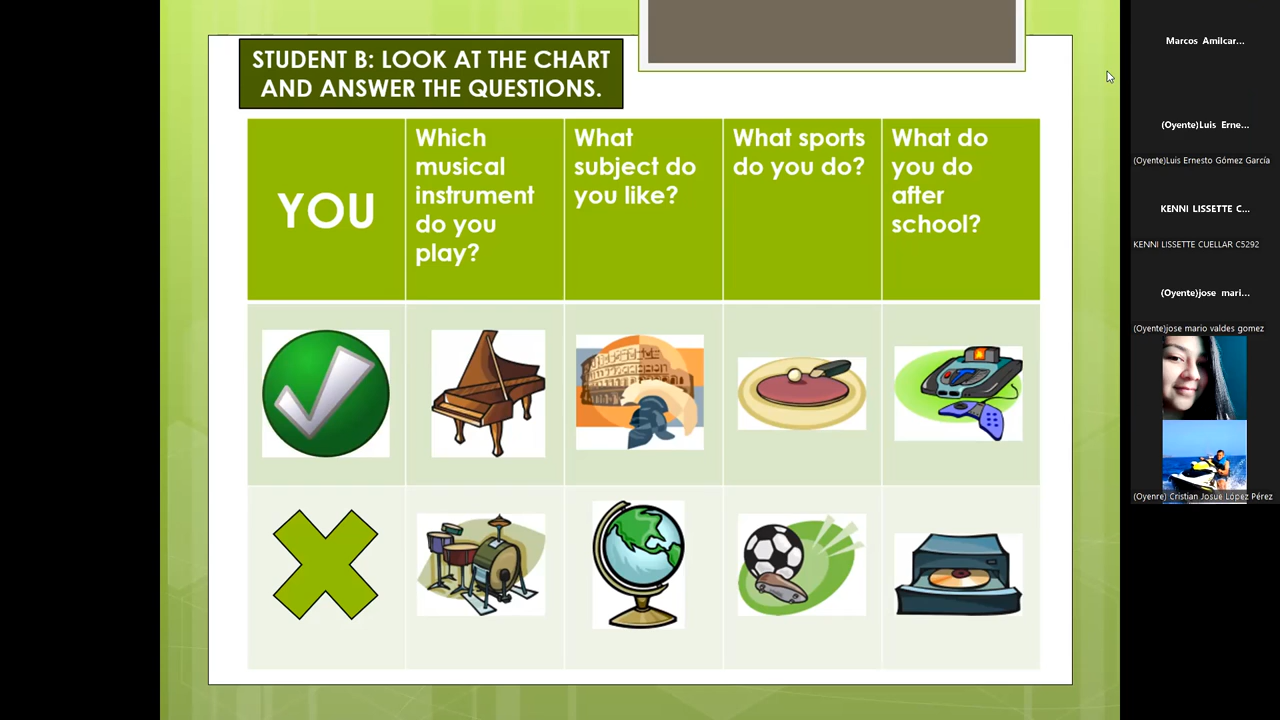 STUDENT B: LOOK AT THE CHART
AND ANSWER THE QUESTIONS.
YOU
Which
musical
instrument
do you
play?
What
subject do
you like?
What sports
do you do?
What do
you do
after
school?
Marcos Amilcar...
(Oyente)Luis Erne...
(Oyente)Luis Ernesto Gómez García
KENNI LISSETTE C...
KENNI LISSETTE CUELLAR C5292
(Oyente)jose mari...
(Oyente)jose mario valdes gomez
(Oyenre) Cristian Josue López Pérez